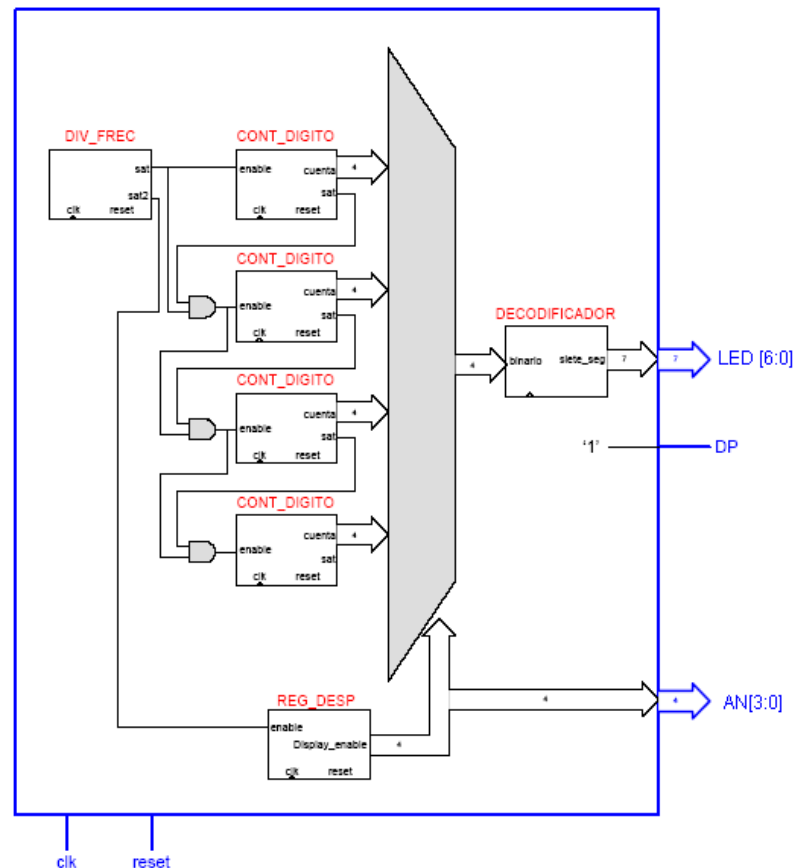 DIV_FREC
sat
sat2
clk reset
CONT_DIGITO
enable
cuenta
4
sat
clk reset
CONT_DIGITO
enable
cuenta
4
sat
clk reset
CONT_DIGITO
enable
cuenta
4
sat
clk reset
CONT_DIGITO
enable
cuenta
4
sat
clk reset
4
DECODIFICADOR
binario siete_seg
7
7
LED [6:0]
'1'
DP
REG_DESP
enable
Display_enable
4
clk reset
4
4
AN[3:0]
clk
reset